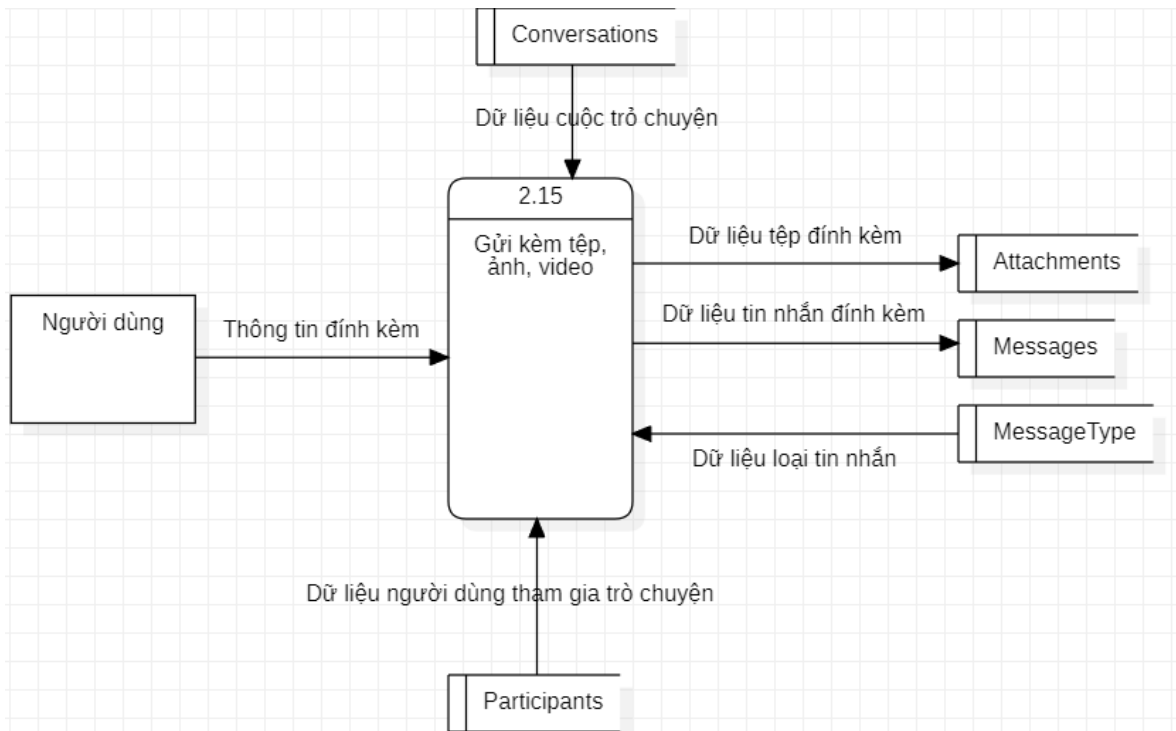 Conversations
Dữ liệu cuộc trỏ chuyện
2.15
Gửi kèm tệp,
ảnh, video
Dữ liệu tệp đính kèm
Attachments
Người dùng
Thông tin đính kèm
Dữ liệu tin nhắn đính kèm
Messages
MessageType
Dữ liệu loại tin nhắn
Dữ liệu người dùng tham gia trò chuyện
Participants